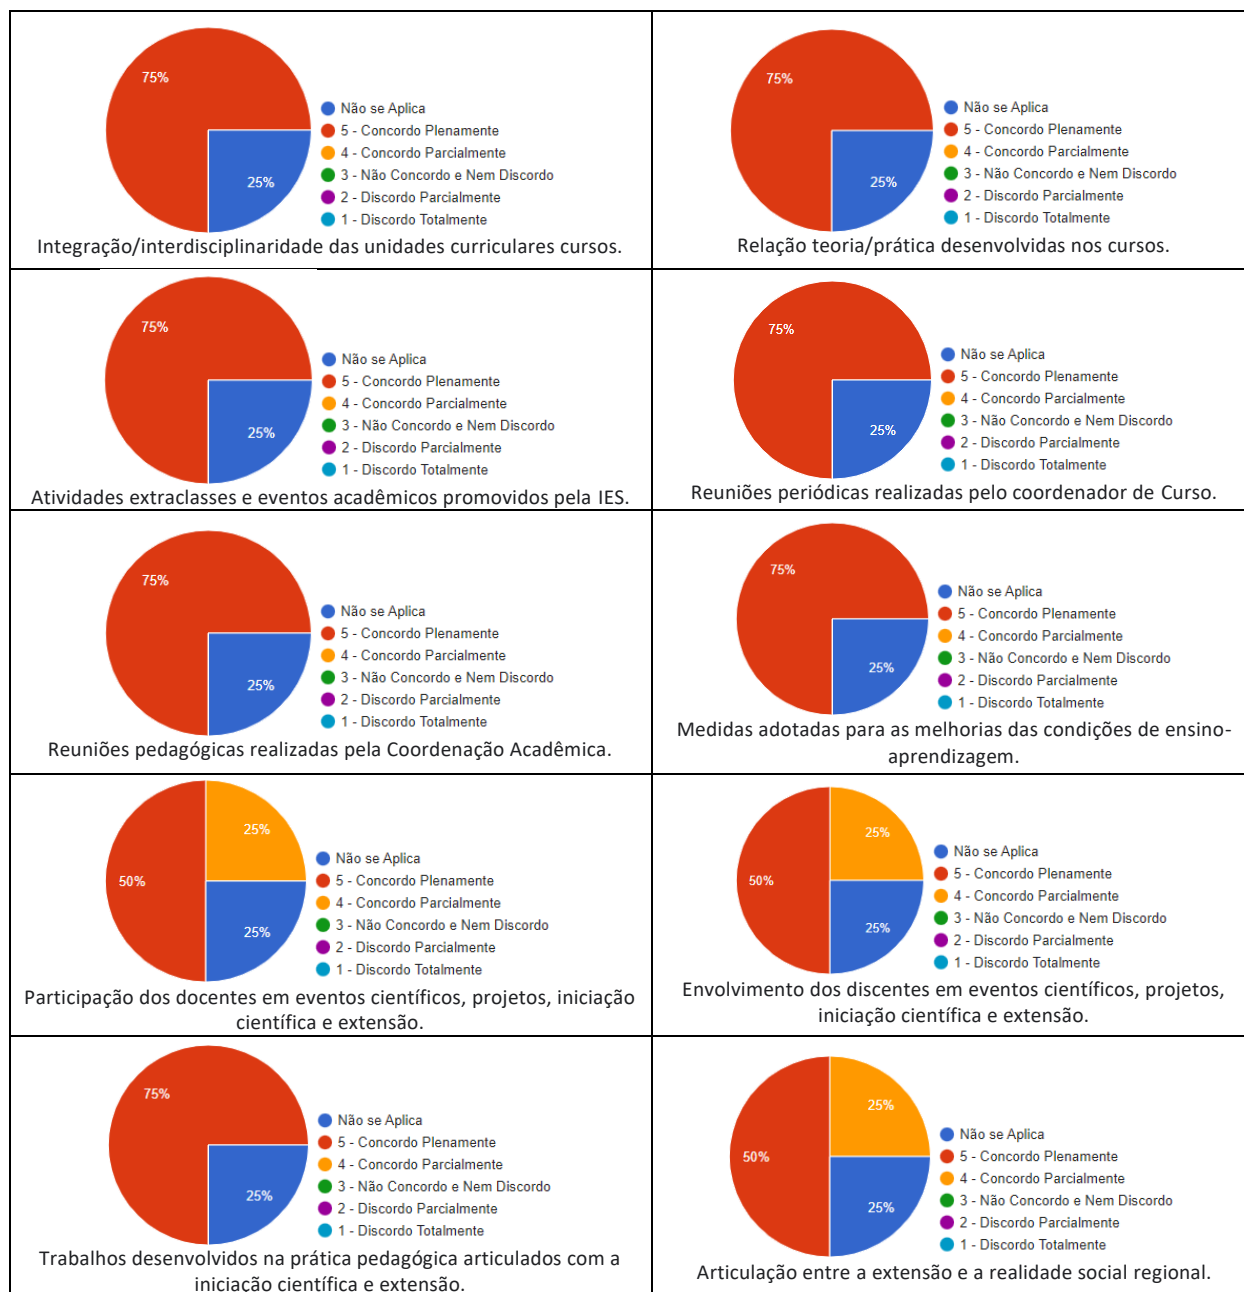 75%
25%
Não se Aplica
5 - Concordo Plenamente
4 - Concordo Parcialmente
3 - Não Concordo e Nem Discordo
2 - Discordo Parcialmente
1 - Discordo Totalmente
Integração/interdisciplinaridade das unidades curriculares cursos.
75%
25%
Não se Aplica
5 - Concordo Plenamente
4 - Concordo Parcialmente
3 - Não Concordo e Nem Discordo
2 - Discordo Parcialmente
1 - Discordo Totalmente
Relação teoria/prática desenvolvidas nos cursos.
75%
25%
Não se Aplica
5 - Concordo Plenamente
4 - Concordo Parcialmente
3 - Não Concordo e Nem Discordo
2 - Discordo Parcialmente
1 - Discordo Totalmente
Atividades extraclasses e eventos acadêmicos promovidos pela IES.
75%
25%
Não se Aplica
5 - Concordo Plenamente
4 - Concordo Parcialmente
3 - Não Concordo e Nem Discordo
2 - Discordo Parcialmente
1 - Discordo Totalmente
Reuniões periódicas realizadas pelo coordenador de Curso.
75%
25%
Não se Aplica
5 - Concordo Plenamente
4 - Concordo Parcialmente
3 - Não Concordo e Nem Discordo
2 - Discordo Parcialmente
1 - Discordo Totalmente
Reuniões pedagógicas realizadas pela Coordenação Acadêmica.
75%
25%
Não se Aplica
5 - Concordo Plenamente
4 - Concordo Parcialmente
3 - Não Concordo e Nem Discordo
2 - Discordo Parcialmente
1 - Discordo Totalmente
Medidas adotadas para as melhorias das condições de ensino-
aprendizagem.
25%
50%
25%
Não se Aplica
5 - Concordo Plenamente
4 - Concordo Parcialmente
3 - Não Concordo e Nem Discordo
2 - Discordo Parcialmente
1 - Discordo Totalmente
Participação dos docentes em eventos científicos, projetos, iniciação
científica e extensão.
25%
50%
25%
Não se Aplica
5 - Concordo Plenamente
4 - Concordo Parcialmente
3 - Não Concordo e Nem Discordo
2 - Discordo Parcialmente
1 - Discordo Totalmente
Envolvimento dos discentes em eventos científicos, projetos,
iniciação científica e extensão.
75%
25%
Não se Aplica
5 - Concordo Plenamente
4 - Concordo Parcialmente
3 - Não Concordo e Nem Discordo
2 - Discordo Parcialmente
1 - Discordo Totalmente
Trabalhos desenvolvidos na prática pedagógica articulados com a
iniciação científica e extensão.
25%
50%
25%
Não se Aplica
5 - Concordo Plenamente
4 - Concordo Parcialmente
3 - Não Concordo e Nem Discordo
2 - Discordo Parcialmente
1 - Discordo Totalmente
Articulação entre a extensão e a realidade social regional.